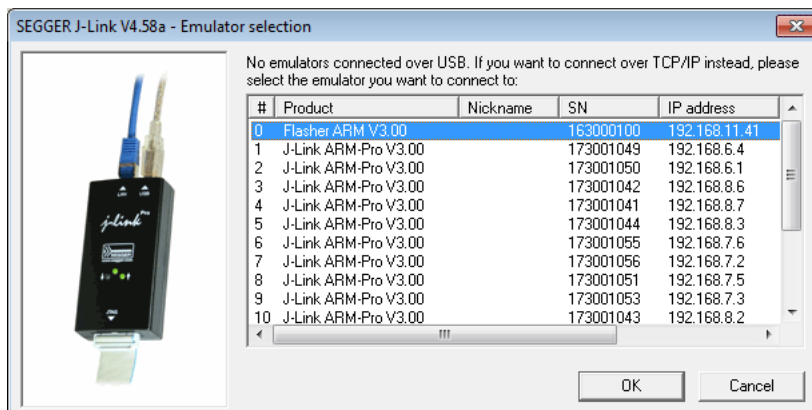 SEGGER J-Link V4.58a - Emulator selection
No emulators connected over USB. If you want to connect over TCP/IP instead, please
select the emulator you want to connect to:
# Product Nickname SN IP address
0 Flasher ARM V3.00 163000100 192.168.11.41
1 J-Link ARM-Pro V3.00 173001049 192.168.6.4
2 J-Link ARM-Pro V3.00 173001050 192.168.6.1
3 J-Link ARM-Pro V3.00 173001042 192.168.8.6
4 J-Link ARM-Pro V3.00 173001041 192.168.8.7
5 J-Link ARM-Pro V3.00 173001044 192.168.8.3
6 J-Link ARM-Pro V3.00 173001055 192.168.7.6
7 J-Link ARM-Pro V3.00 173001056 192.168.7.2
8 J-Link ARM-Pro V3.00 173001051 192.168.7.5
9 J-Link ARM-Pro V3.00 173001053 192.168.7.3
10 J-Link ARM-Pro V3.00 173001043 192.168.8.2
LAN USB
J-Link Pro
SEGGER
JTAG
OK Cancel